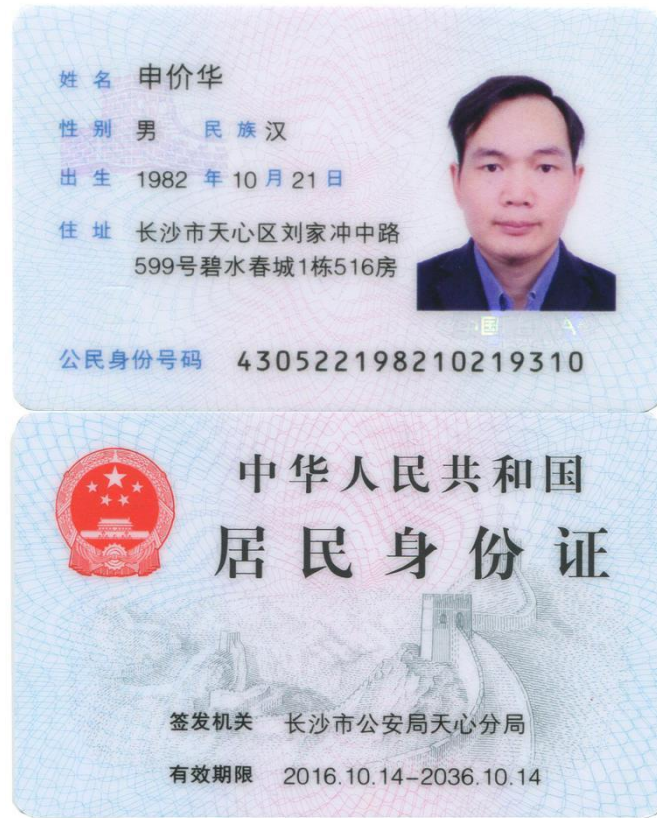 姓名 申价华
性别 男 民族 汉
出生 1982 年 10 月 21 日
住址 长沙市天心区刘家冲中路
599号碧水春城1栋516房
公民身份号码 430522198210219310
中华人民共和国
居民身份证
签发机关 长沙市公安局天心分局
有效期限 2016.10.14-2036.10.14